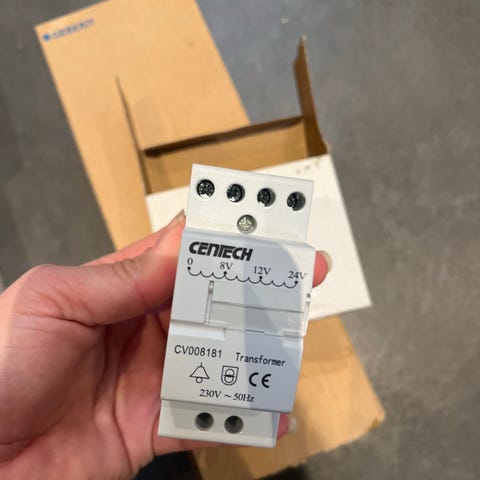 CENTECH
0 8V 12V 24V
CV008181 Transformer
CE
230V ~ 50Hz